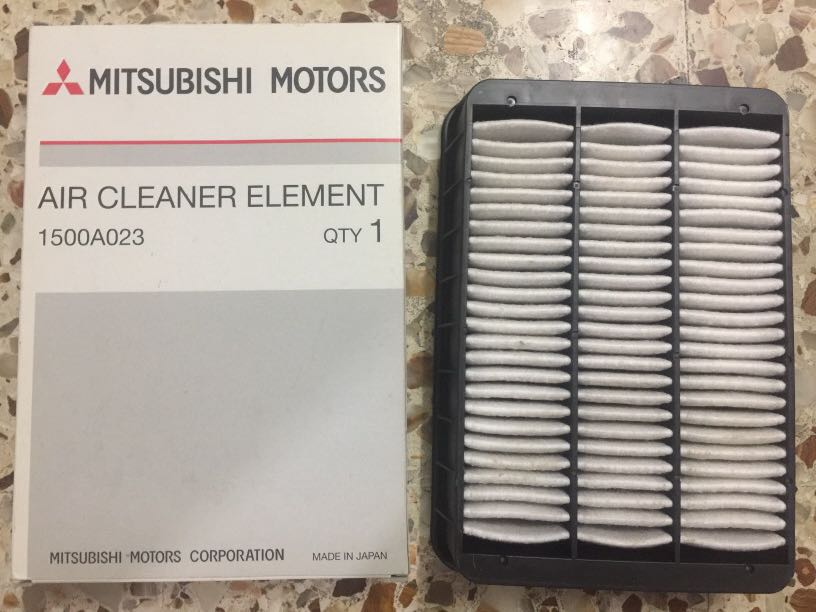 MITSUBISHI MOTORS
AIR CLEANER ELEMENT
1500A023 QTY 1
MITSUBISHI MOTORS CORPORATION MADE IN JAPAN